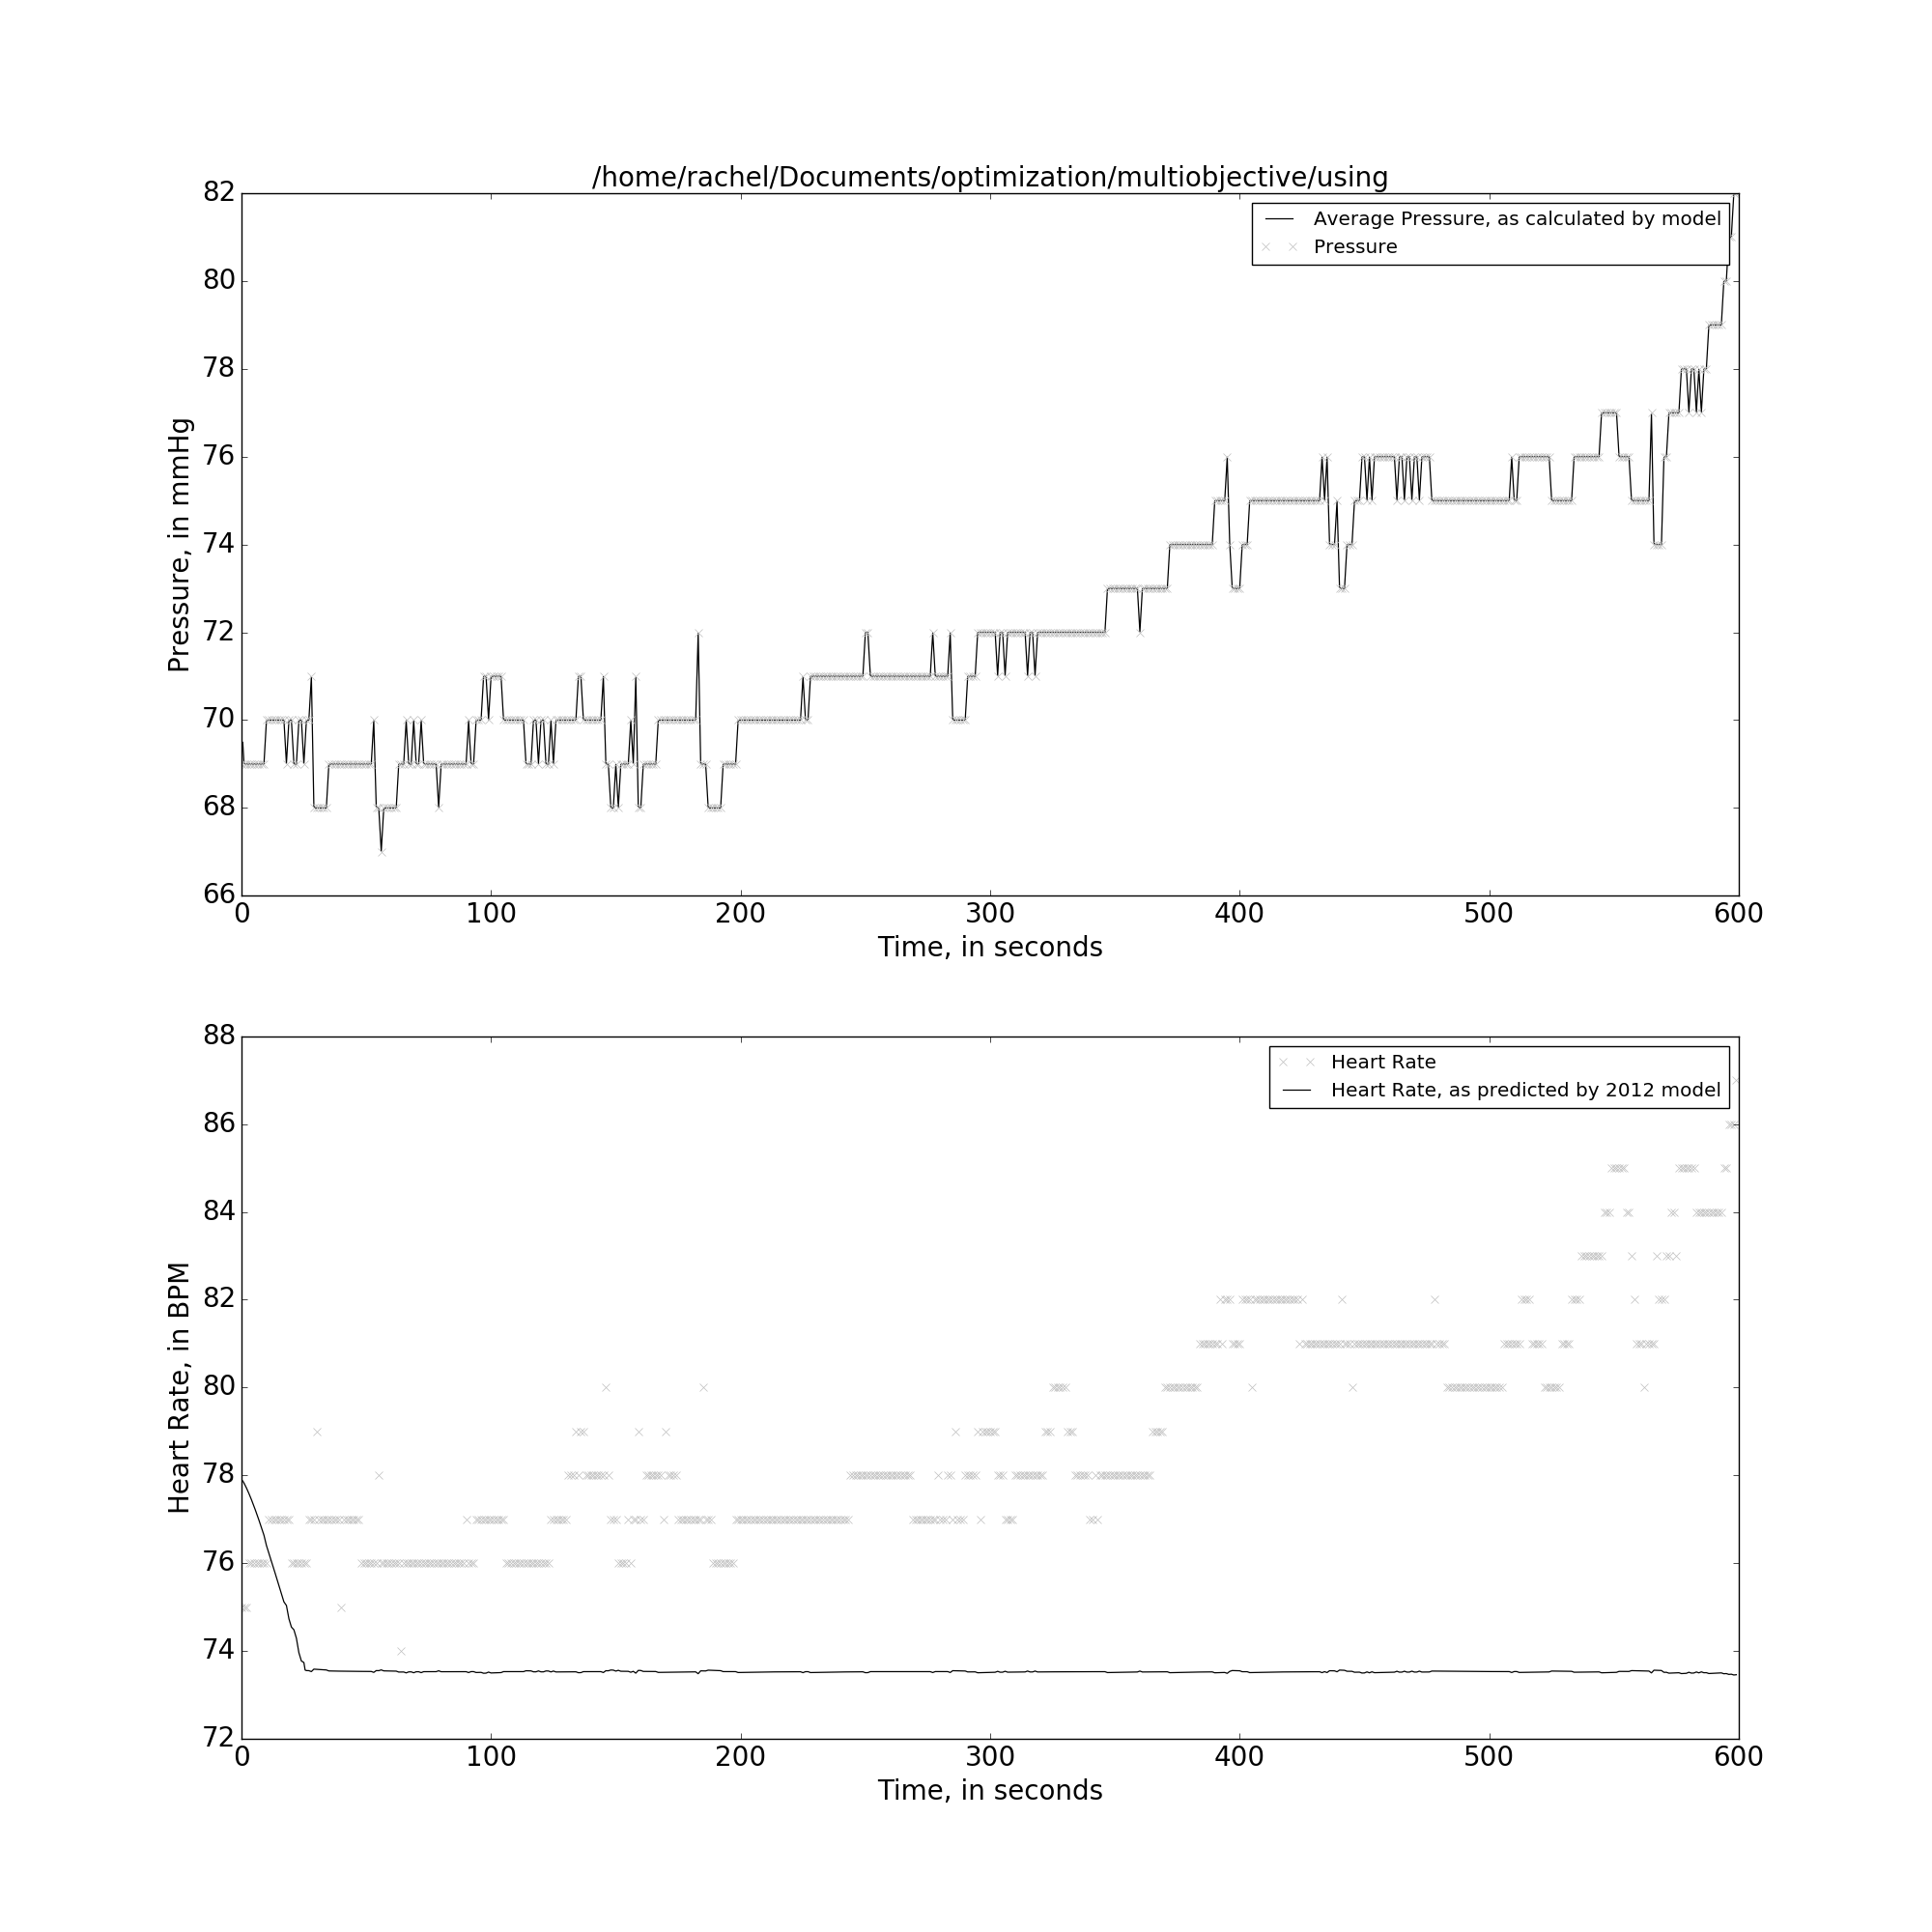 /home/rachel/Documents/optimization/multiobjective/using
82
80
78
76
74
72
70
68
66
Pressure, in mmHg
Average Pressure, as calculated by model
Pressure
0 100 200 300 400 500 600
Time, in seconds
88
86
84
82
80
78
76
74
72
Heart Rate, in BPM
Heart Rate
Heart Rate, as predicted by 2012 model
0 100 200 300 400 500 600
Time, in seconds